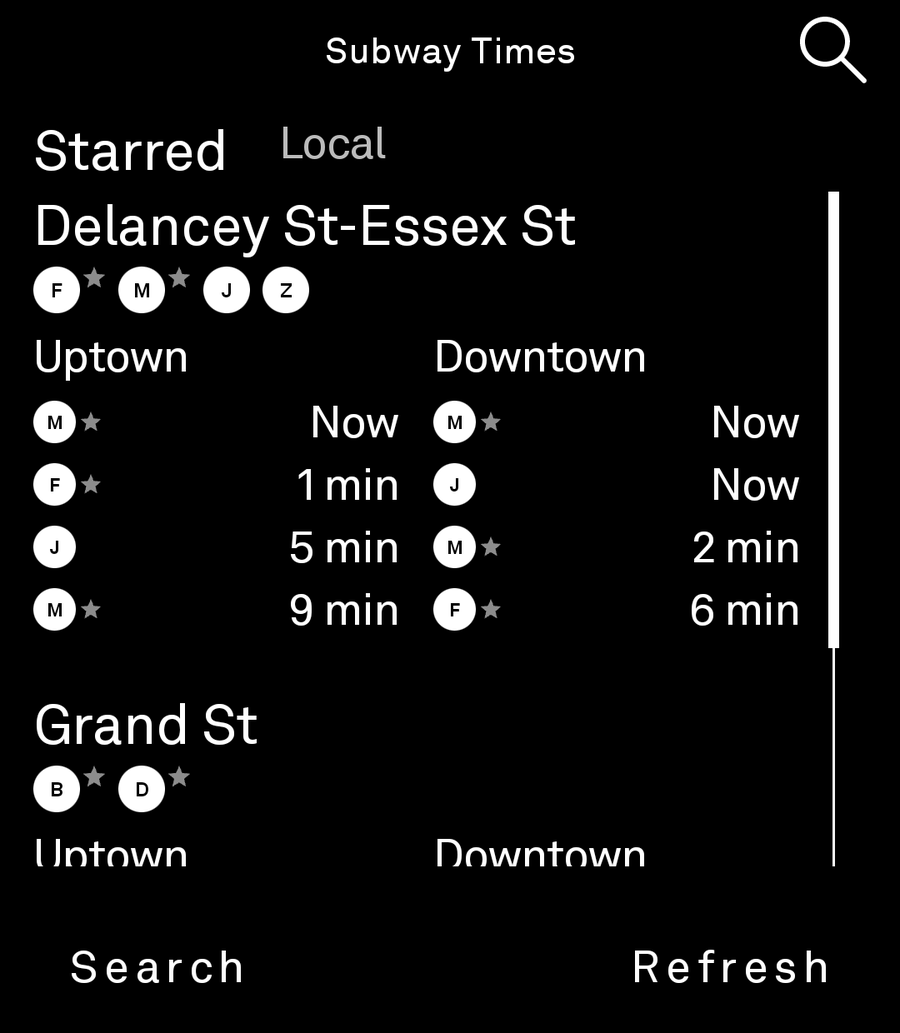 Subway Times
Starred Local
Delancey St-Essex St
F M J Z
Uptown Downtown
M Now M Now
F 1 min J Now
J 5 min M 2 min
M 9 min F 6 min
Grand St
B D
Uptown Downtown
Search Refresh